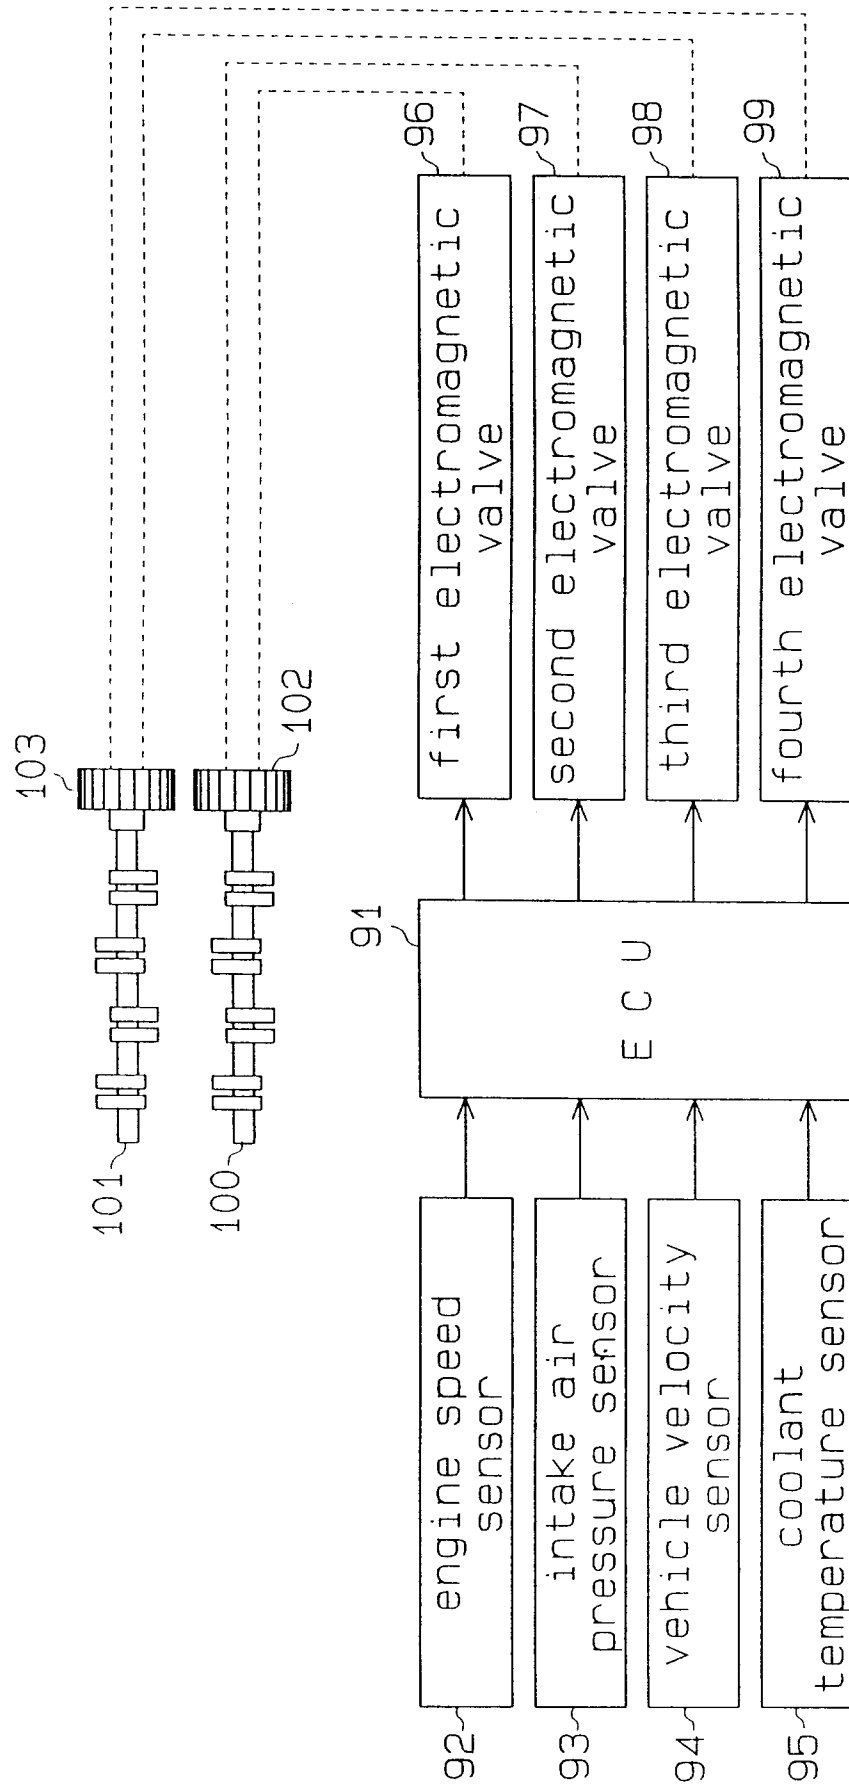 103
102
101
100
91
ECU
92
engine speed
sensor
93
intake air
pressure sensor
94
vehicle velocity
sensor
95
coolant
temperature sensor
96
first electromagnetic
valve
97
second electromagnetic
valve
98
third electromagnetic
valve
99
fourth electromagnetic
valve